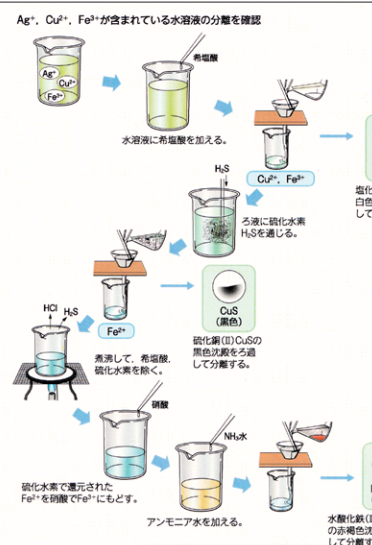 Ag⁺, Cu²⁺, Fe³⁺が含まれている水溶液の分離を確認
希塩酸
Ag⁺
Cu²⁺
Fe³⁺
水溶液に希塩酸を加える。
Cu²⁺, Fe³⁺
塩化
白色
して
H₂S
ろ液に硫化水素
H₂Sを通じる。
Fe²⁺
CuS
(黒色)
硫化銅(Ⅱ)CuSの
黒色沈殿をろ過
して分離する。
HCl
H₂S
煮沸して, 希塩酸,
硫化水素を除く。
硝酸
硫化水素で還元された
Fe²⁺を硝酸でFe³⁺にもどす。
NH₃水
アンモニア水を加える。
水酸化鉄(Ⅰ
の赤褐色沈
して分離す